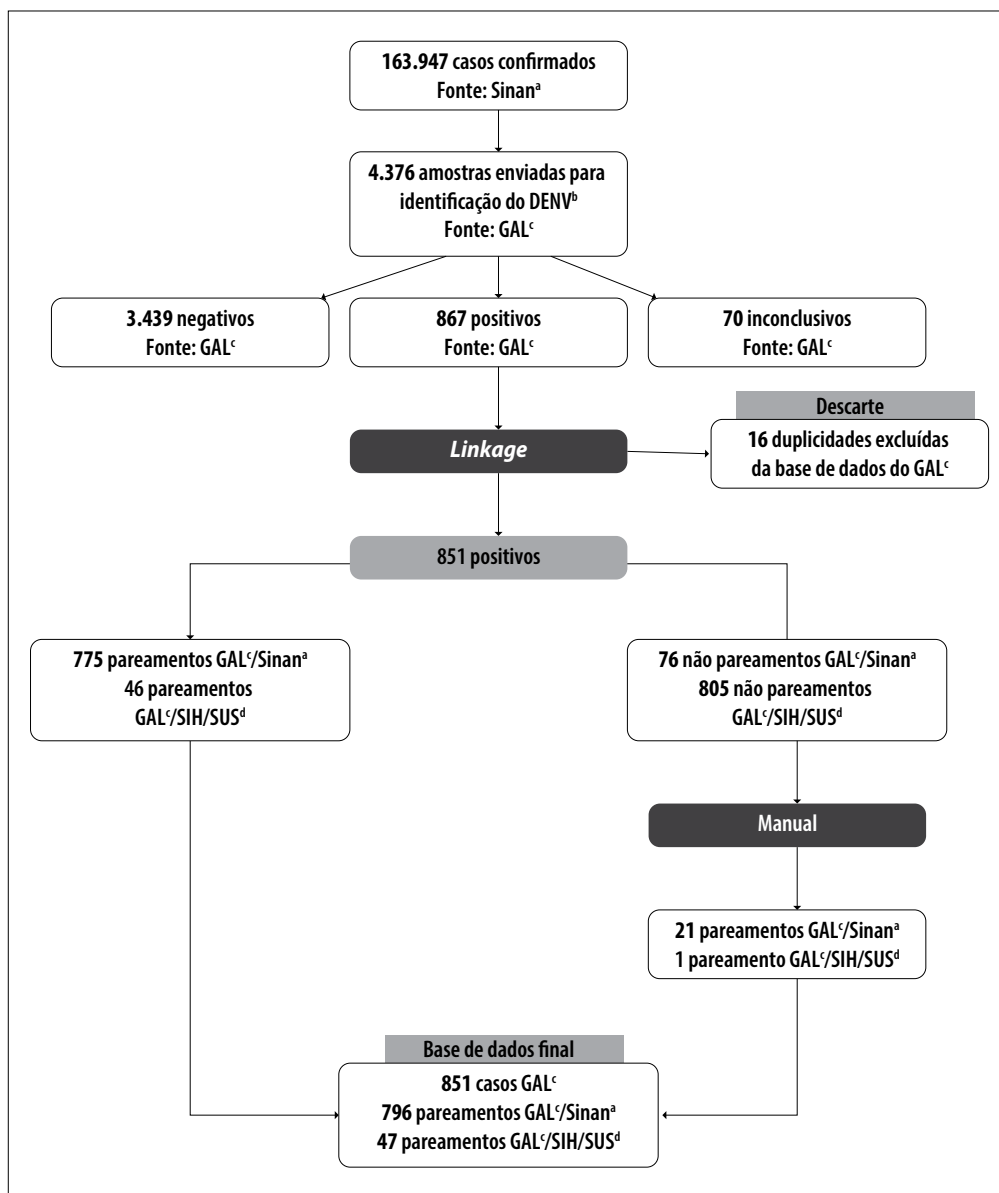 163.947 casos confirmados
Fonte: Sinanᵃ
4.376 amostras enviadas para
identificação do DENVᵇ
Fonte: GALᶜ
3.439 negativos
Fonte: GALᶜ
867 positivos
Fonte: GALᶜ
70 inconclusivos
Fonte: GALᶜ
Linkage
Descarte
16 duplicidades excluídas
da base de dados do GALᶜ
851 positivos
775 pareamentos GALᶜ/Sinanᵃ
46 pareamentos
GALᶜ/SIH/SUSᵈ
76 não pareamentos GALᶜ/Sinanᵃ
805 não pareamentos
GALᶜ/SIH/SUSᵈ
Manual
21 pareamentos GALᶜ/Sinanᵃ
1 pareamento GALᶜ/SIH/SUSᵈ
Base de dados final
851 casos GALᶜ
796 pareamentos GALᶜ/Sinanᵃ
47 pareamentos GALᶜ/SIH/SUSᵈ